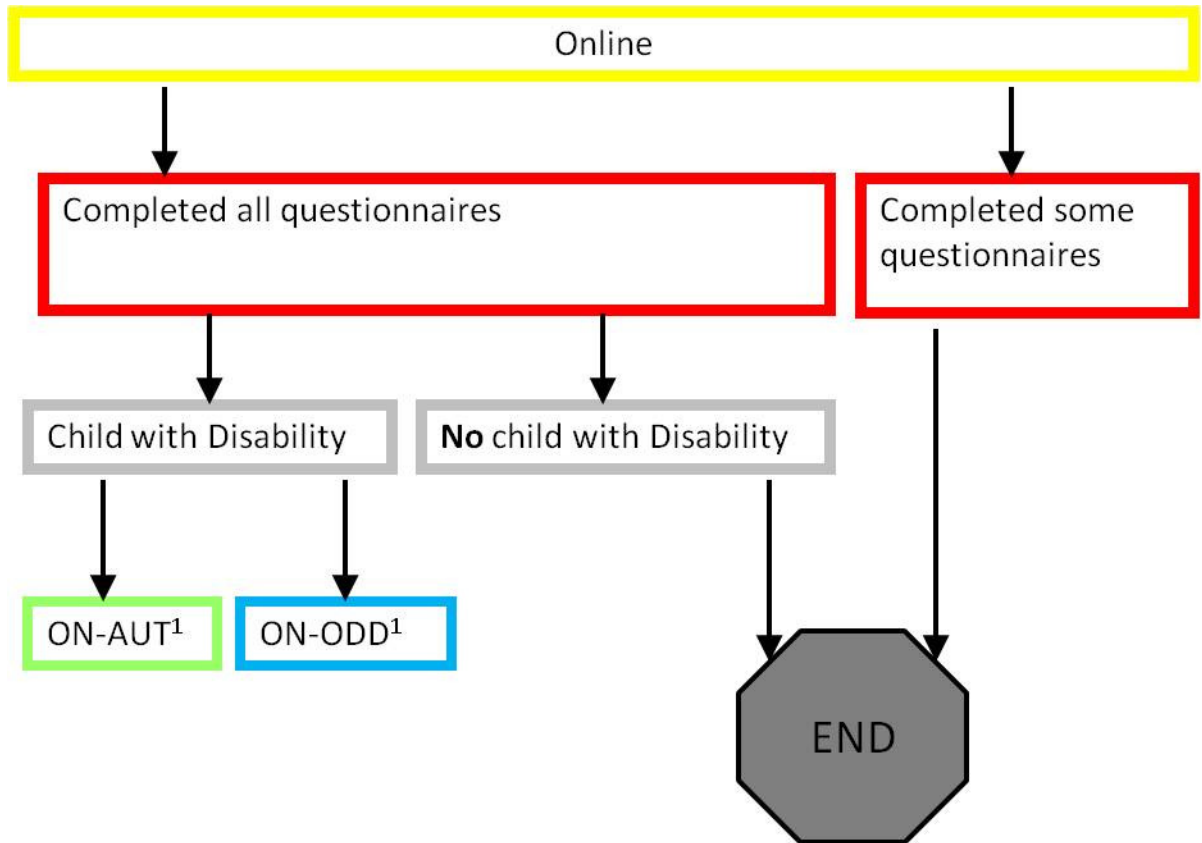 Online
Completed all questionnaires
Completed some
questionnaires
Child with Disability
No child with Disability
ON-AUT¹
ON-ODD¹
END